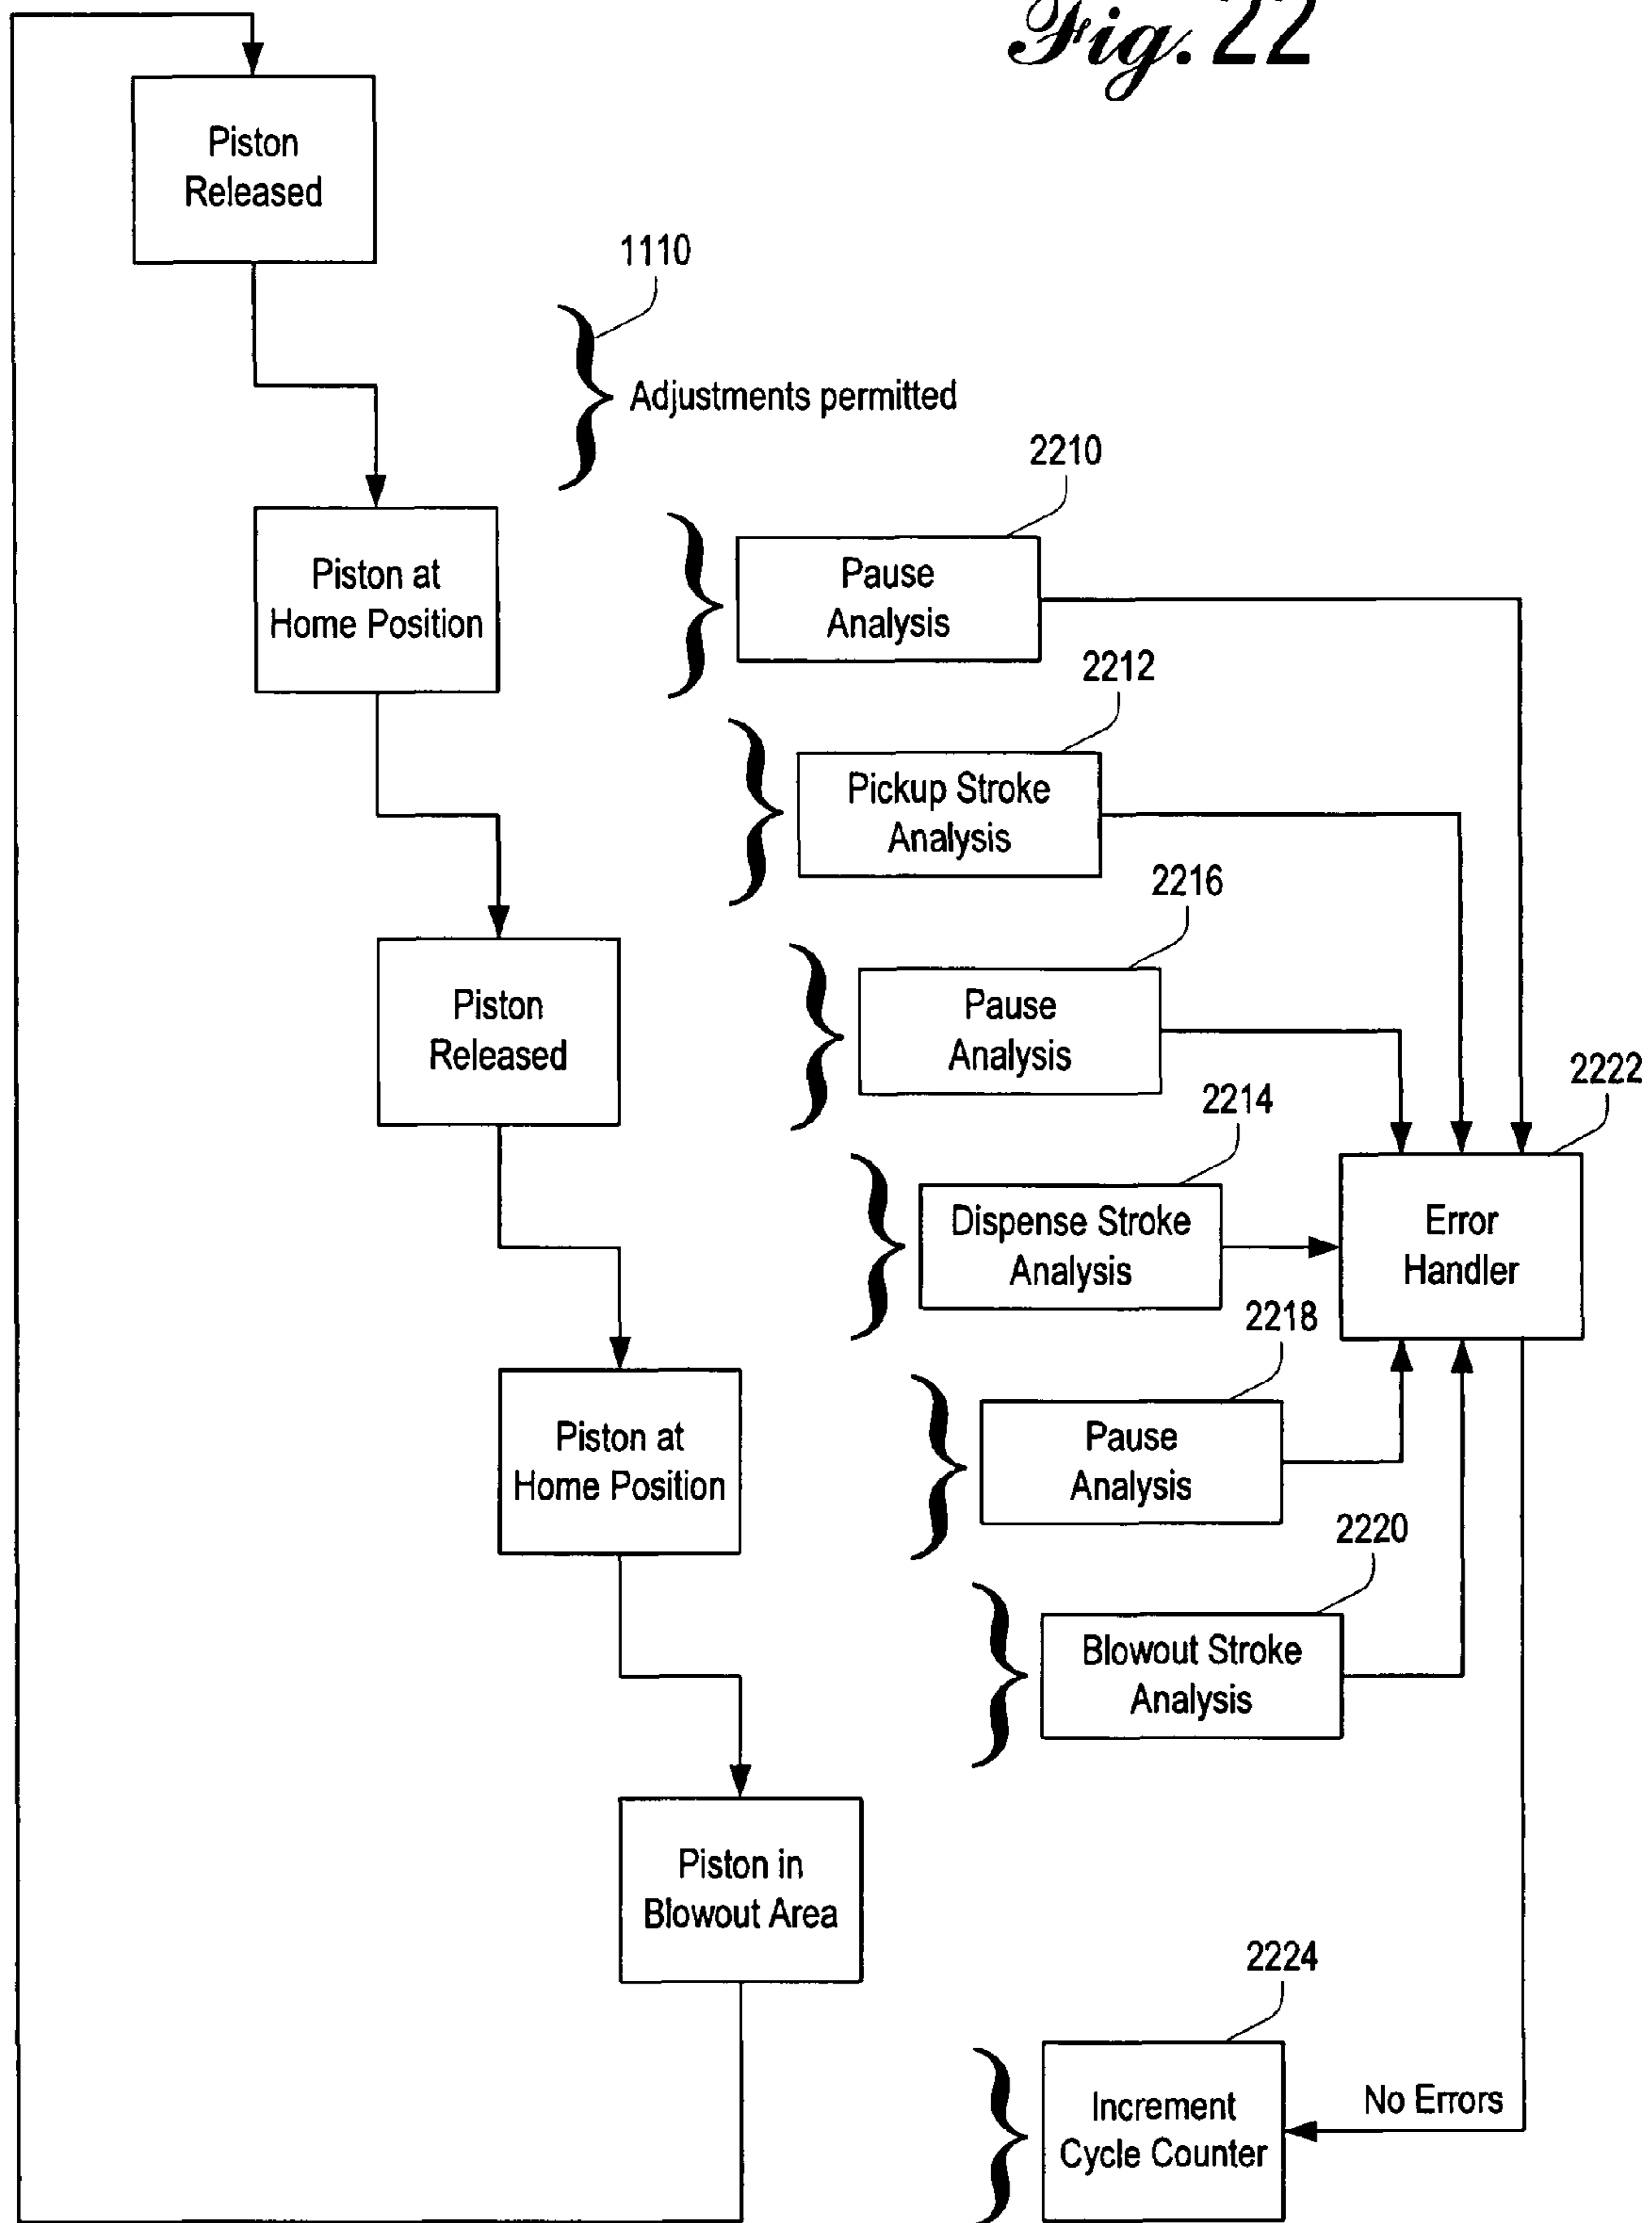 Fig. 22
Piston
Released
1110
Adjustments permitted
2210
Piston at
Home Position
Pause
Analysis
2212
Pickup Stroke
Analysis
2216
Piston
Released
Pause
Analysis
2222
2214
Dispense Stroke
Analysis
Error
Handler
2218
Piston at
Home Position
Pause
Analysis
2220
Blowout Stroke
Analysis
Piston in
Blowout Area
2224
Increment
Cycle Counter
No Errors